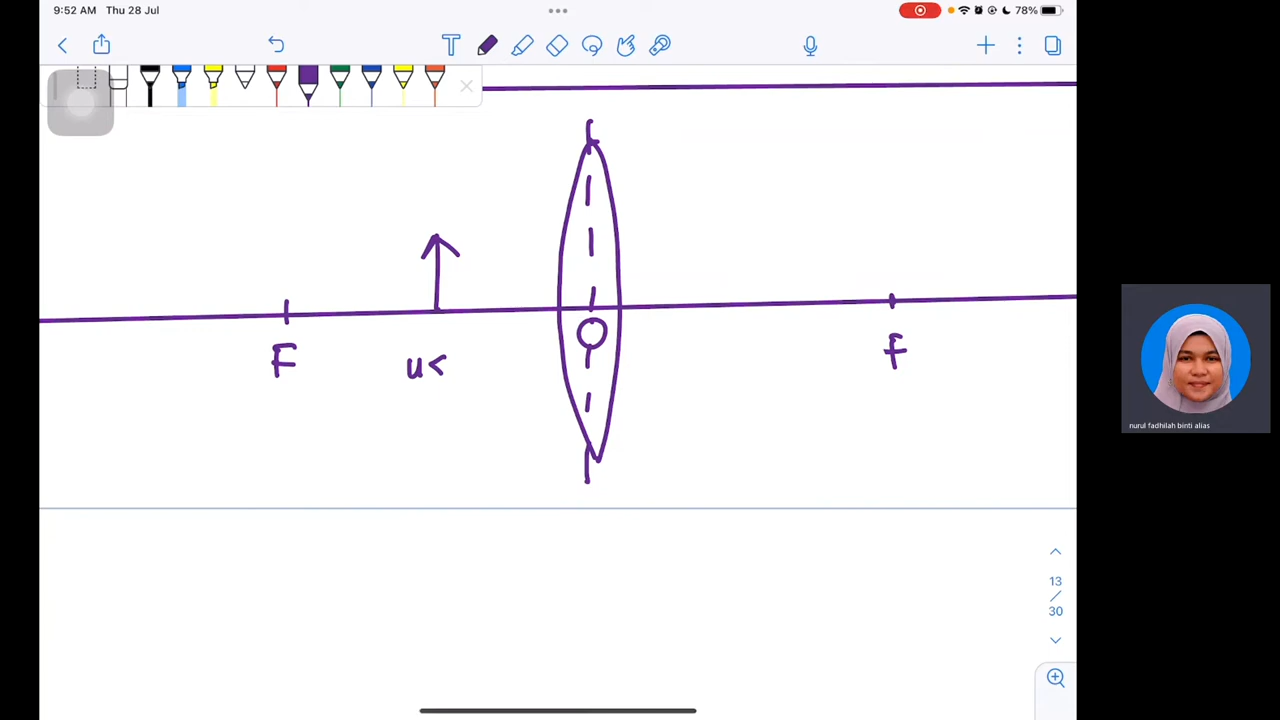 9:52 AM Thu 28 Jul
78%
T
F
u<
O
f
nurul fadhilah binti alias
13
/
30